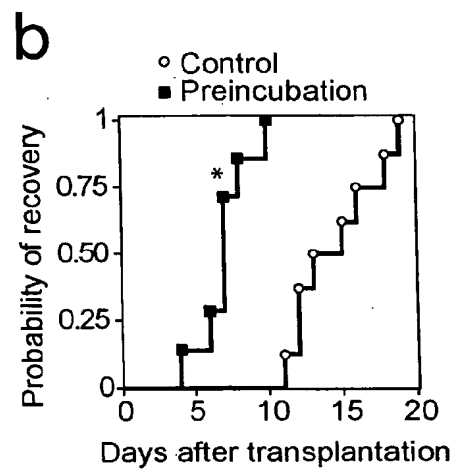 b
Control
Preincubation
Probability of recovery
1
0.75
0.50
0.25
0
*
0 5 10 15 20
Days after transplantation